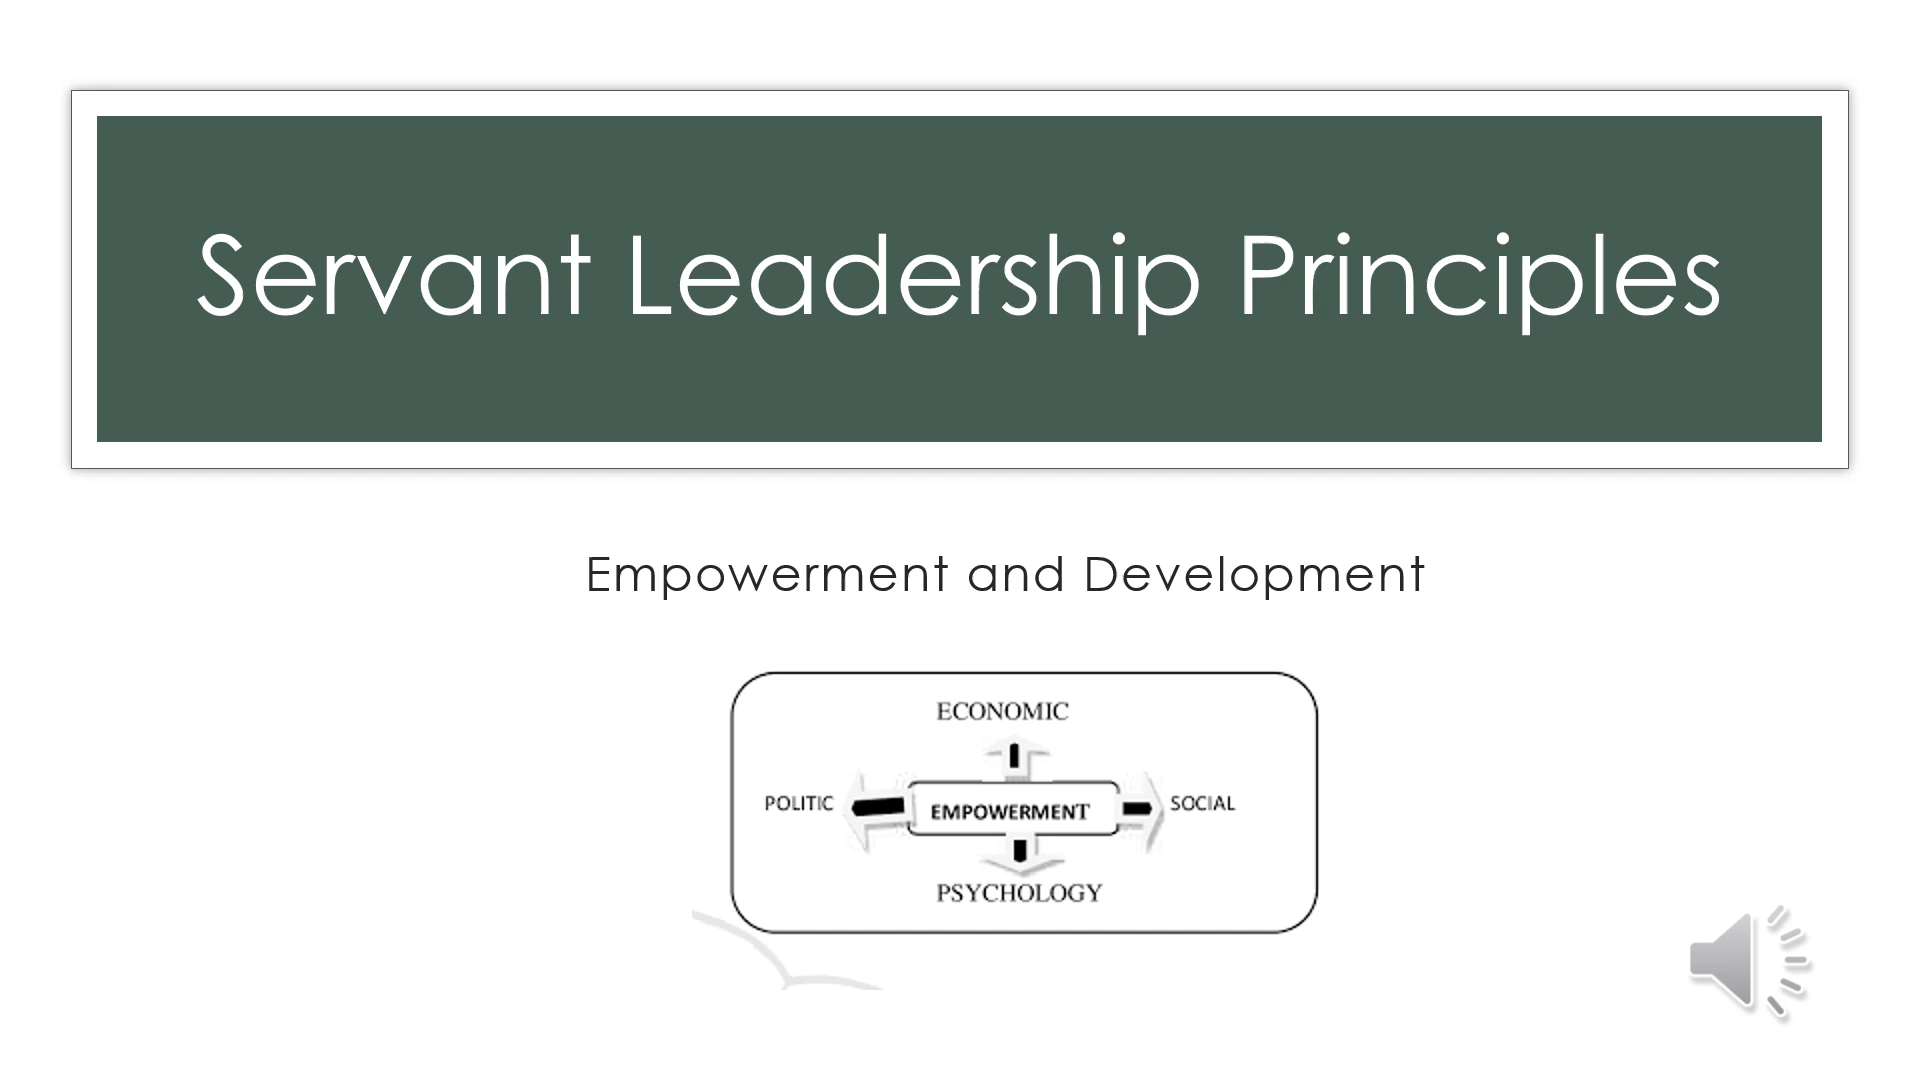 Servant Leadership Principles
Empowerment and Development
ECONOMIC
POLITIC
EMPOWERMENT
SOCIAL
PSYCHOLOGY